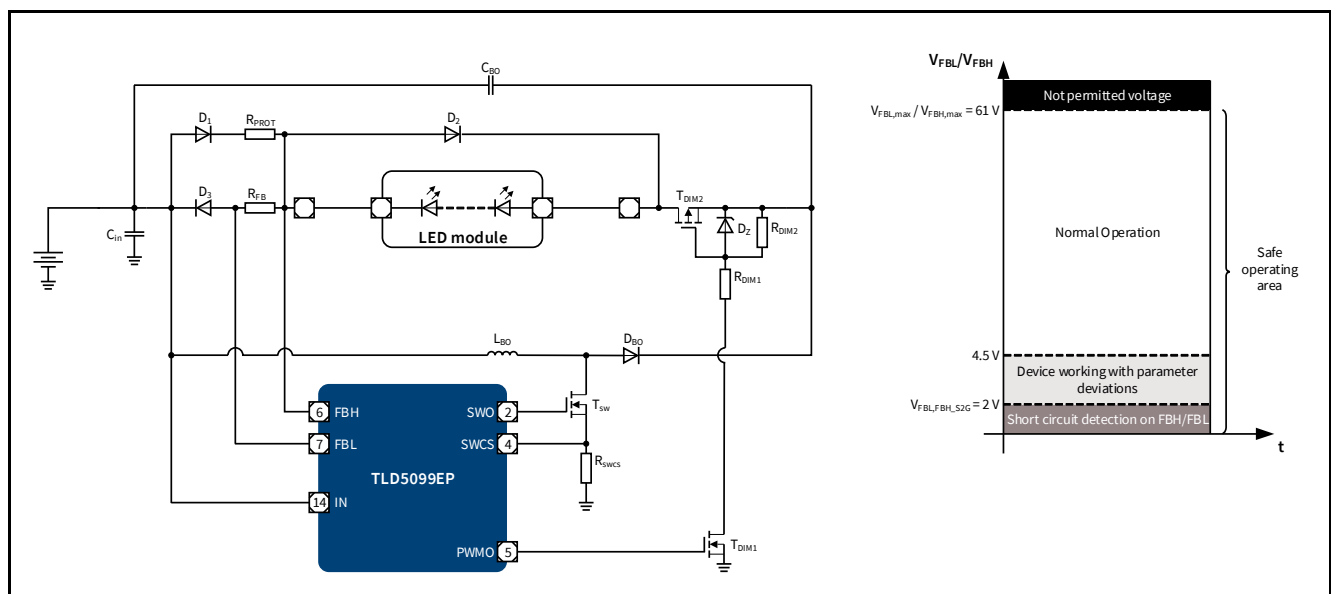 C_BO
D_1
R_PROT
D_2
D_3
R_FB
LED module
T_DIM2
D_Z
R_DIM2
C_in
R_DIM1
L_BO
D_BO
T_sw
6 FBH
SWO 2
7 FBL
SWCS 4
R_swcs
TLD5099EP
14 IN
PWMO 5
T_DIM1
V_FBL/V_FBH
Not permitted voltage
V_FBL,max / V_FBH,max = 61 V
Normal Operation
Safe
operating
area
4.5 V
Device working with parameter
deviations
V_FBL,FBH_S2G = 2 V
Short circuit detection on FBH/FBL
t